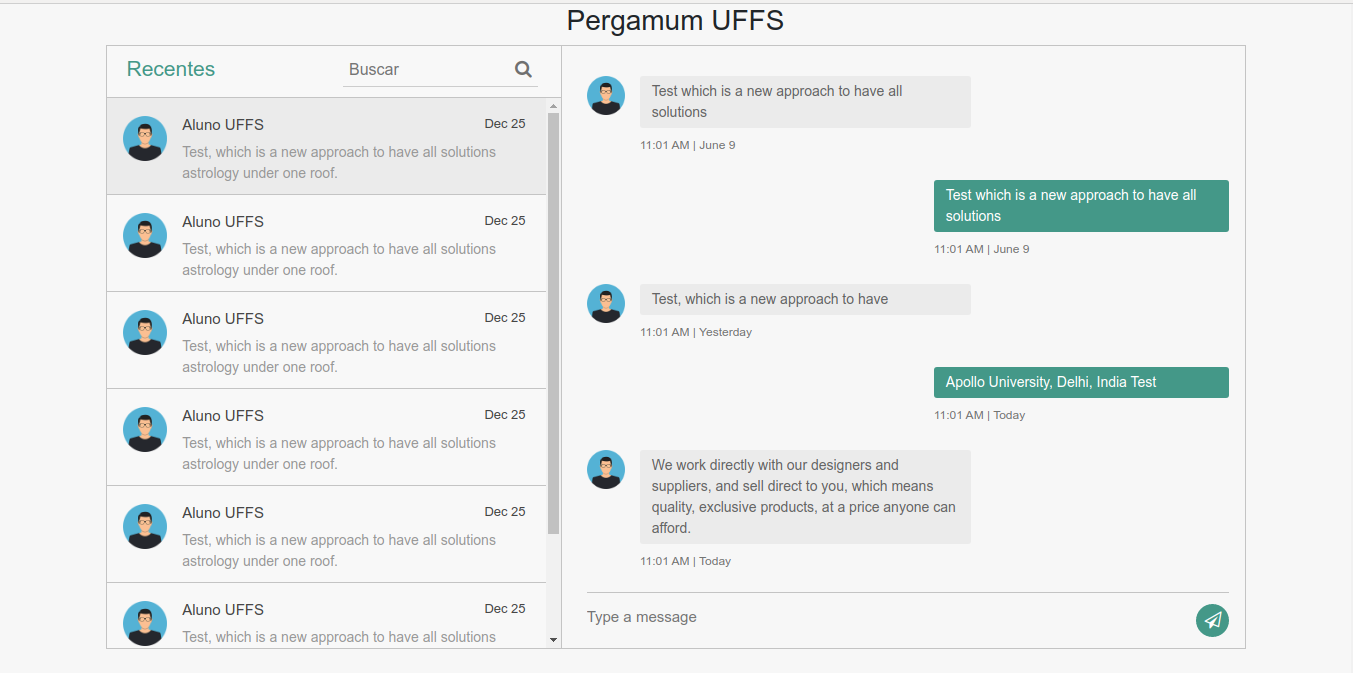 Pergamum UFFS
Recentes
Buscar
Aluno UFFS
Dec 25
Test, which is a new approach to have all solutions
astrology under one roof.
Aluno UFFS
Dec 25
Test, which is a new approach to have all solutions
astrology under one roof.
Aluno UFFS
Dec 25
Test, which is a new approach to have all solutions
astrology under one roof.
Aluno UFFS
Dec 25
Test, which is a new approach to have all solutions
astrology under one roof.
Aluno UFFS
Dec 25
Test, which is a new approach to have all solutions
astrology under one roof.
Aluno UFFS
Dec 25
Test, which is a new approach to have all solutions
Test which is a new approach to have all
solutions
11:01 AM | June 9
Test which is a new approach to have all
solutions
11:01 AM | June 9
Test, which is a new approach to have
11:01 AM | Yesterday
Apollo University, Delhi, India Test
11:01 AM | Today
We work directly with our designers and
suppliers, and sell direct to you, which means
quality, exclusive products, at a price anyone can
afford.
11:01 AM | Today
Type a message